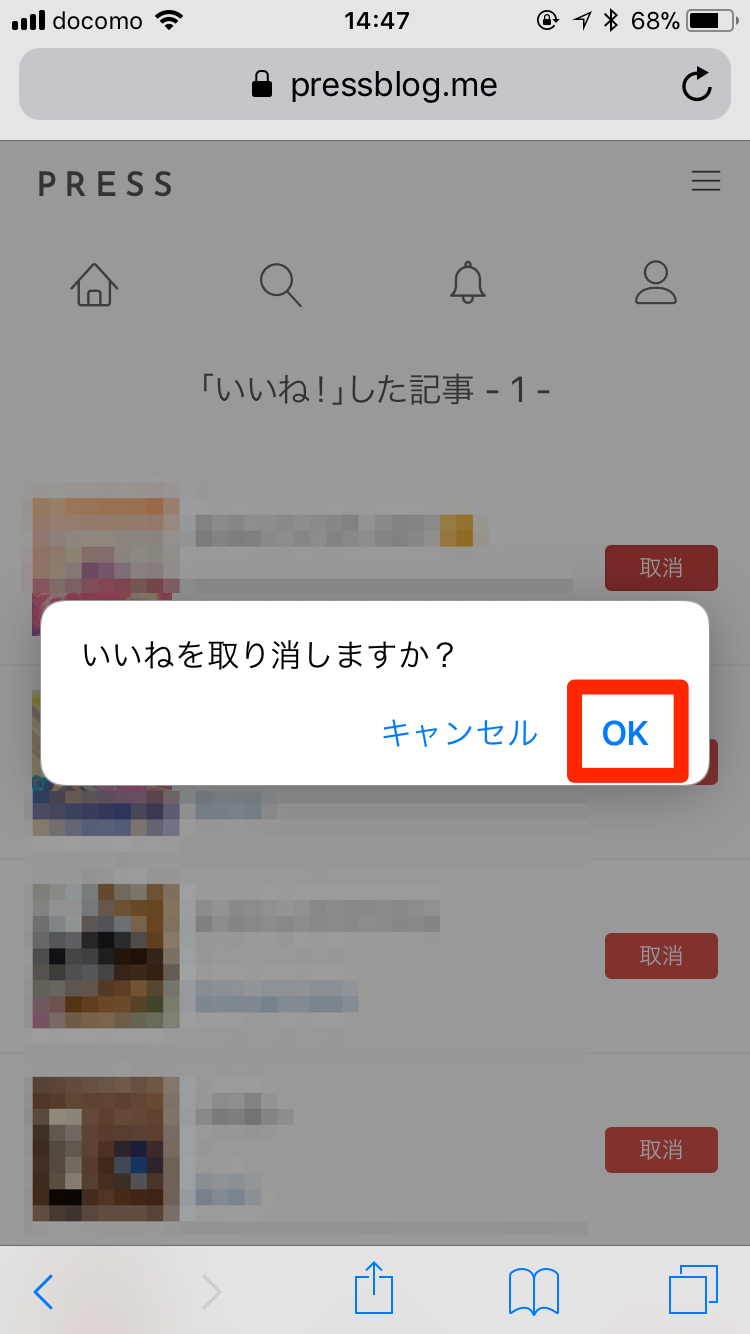 docomo 14:47 68%
pressblog.me
PRESS
「いいね！」した記事 - 1 -
取消
いいねを取り消しますか？
キャンセル OK
取消
取消